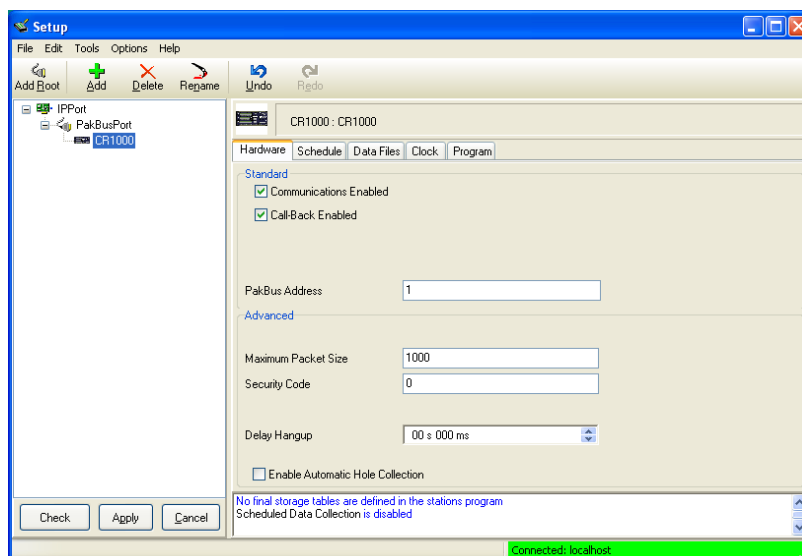 Setup
File Edit Tools Options Help
Add Root Add Delete Rename Undo Redo
IPPort
PakBusPort
CR1000
CR1000 : CR1000
Hardware Schedule Data Files Clock Program
Standard
Communications Enabled
Call-Back Enabled
PakBus Address 1
Advanced
Maximum Packet Size 1000
Security Code 0
Delay Hangup 00 s 000 ms
Enable Automatic Hole Collection
No final storage tables are defined in the stations program
Scheduled Data Collection is disabled
Check Apply Cancel
Connected: localhost